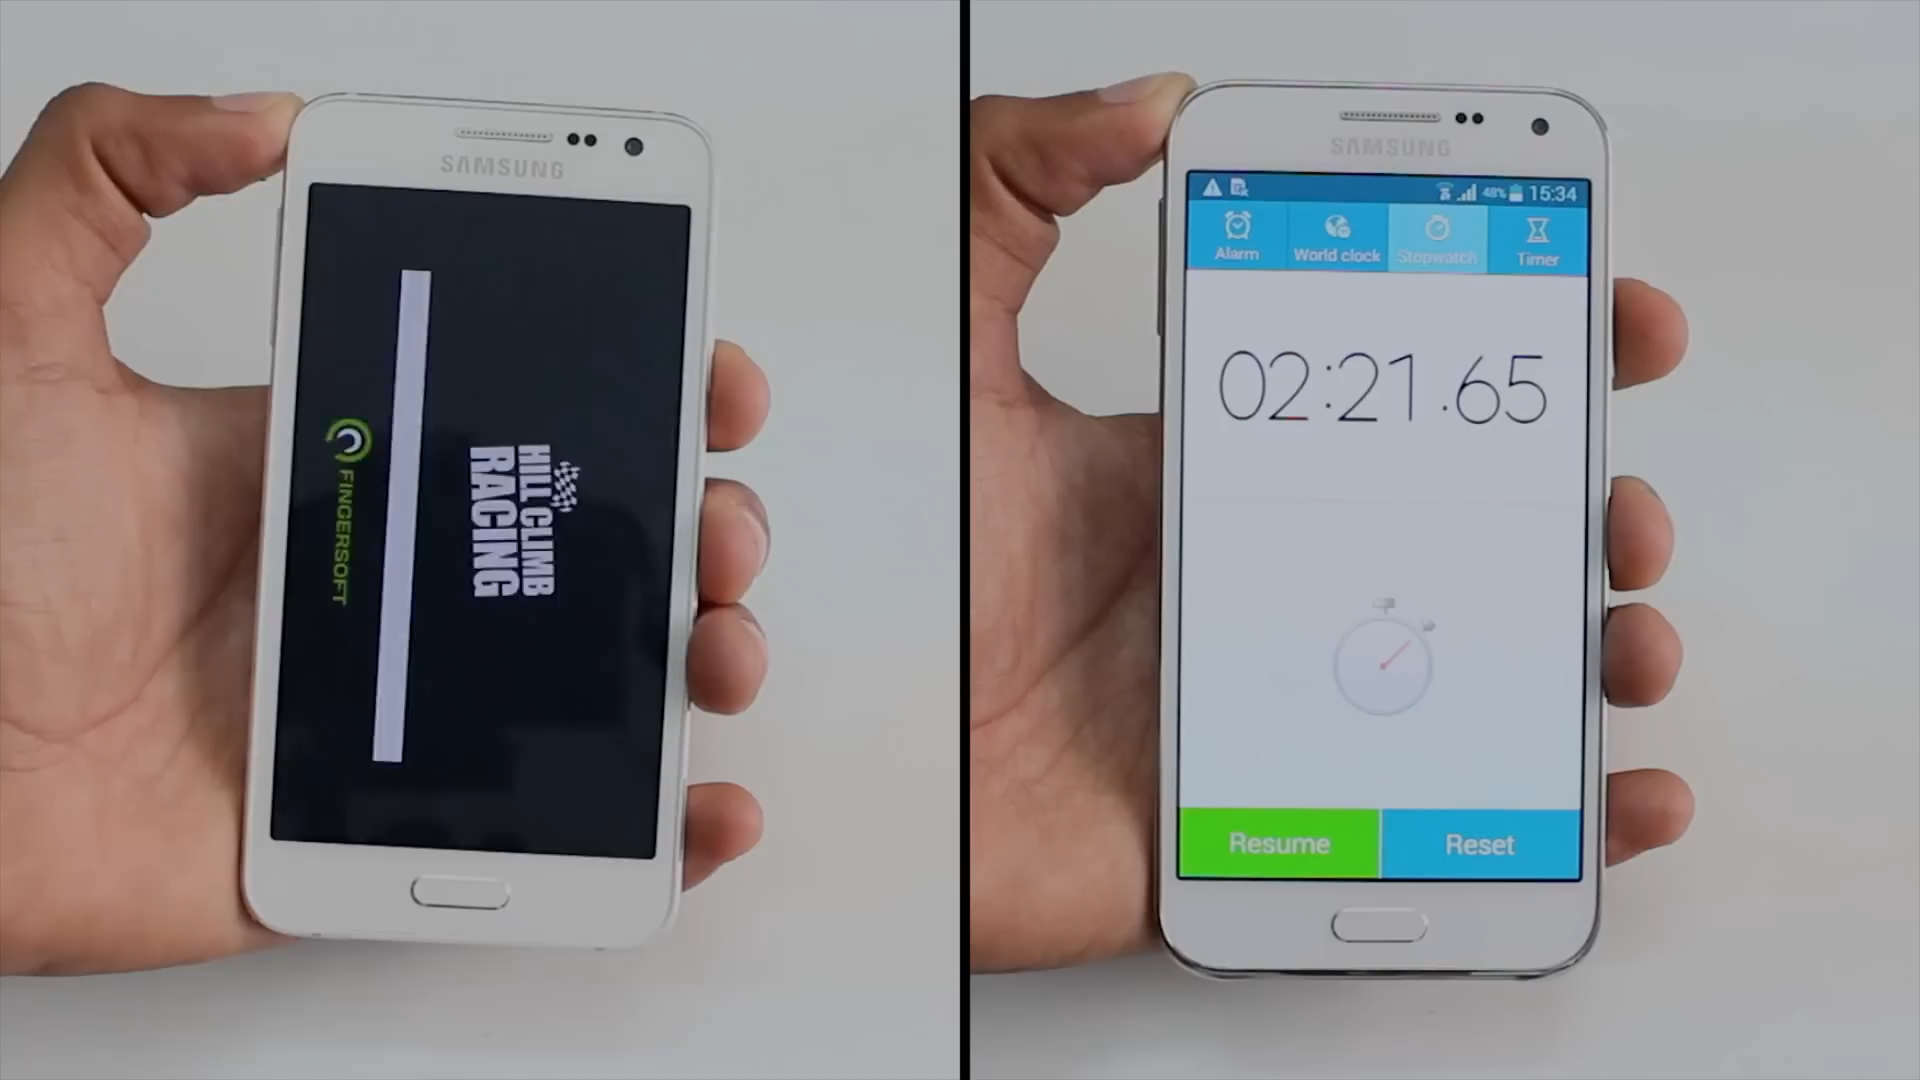 SAMSUNG
HILL CLIMB
RACING
FINGERSOFT
SAMSUNG
48% 15:34
Alarm
World clock
Stopwatch
Timer
02:21.65
Resume
Reset